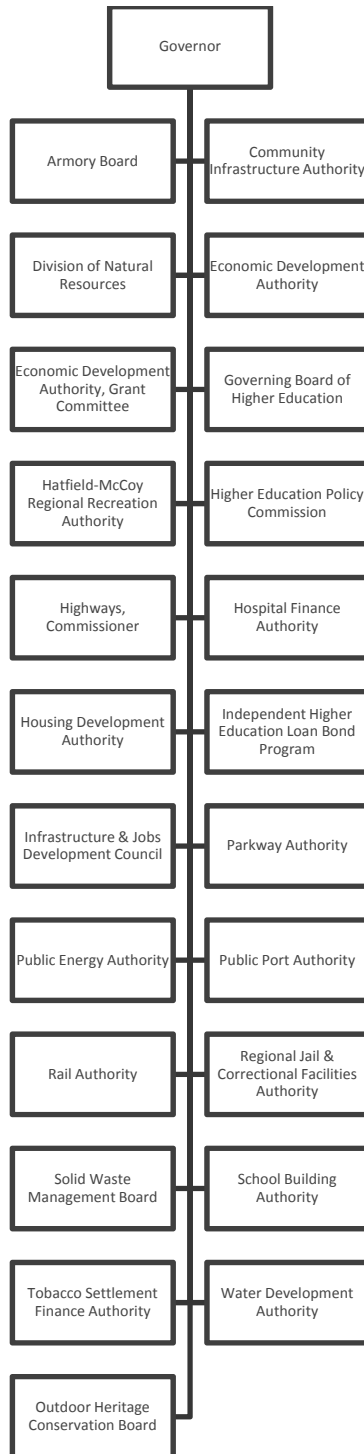 Governor
Armory Board
Community
Infrastructure Authority
Division of Natural
Resources
Economic Development
Authority
Economic Development
Authority, Grant
Committee
Governing Board of
Higher Education
Hatfield-McCoy
Regional Recreation
Authority
Higher Education Policy
Commission
Highways,
Commissioner
Hospital Finance
Authority
Housing Development
Authority
Independent Higher
Education Loan Bond
Program
Infrastructure & Jobs
Development Council
Parkway Authority
Public Energy Authority
Public Port Authority
Rail Authority
Regional Jail &
Correctional Facilities
Authority
Solid Waste
Management Board
School Building
Authority
Tobacco Settlement
Finance Authority
Water Development
Authority
Outdoor Heritage
Conservation Board